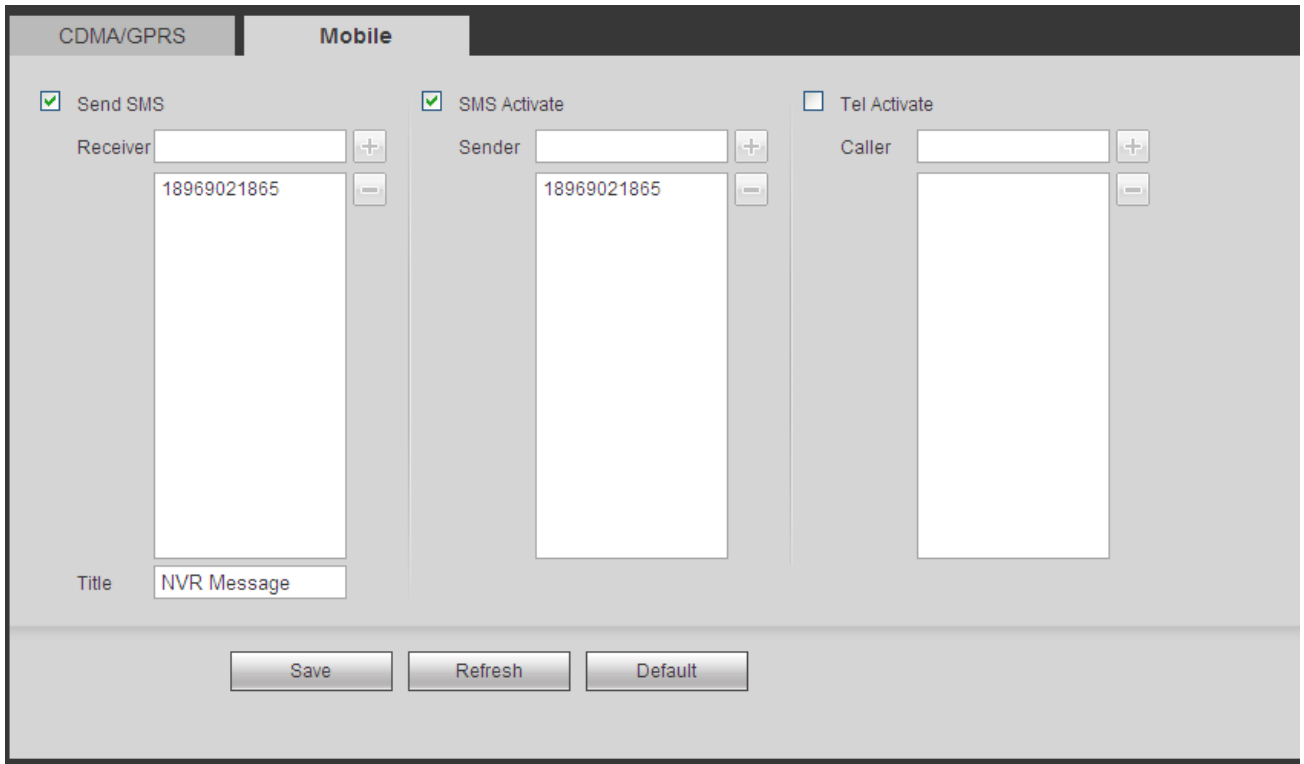 CDMA/GPRS Mobile
Send SMS SMS Activate Tel Activate
Receiver Sender Caller
18969021865 18969021865
Title NVR Message
Save Refresh Default